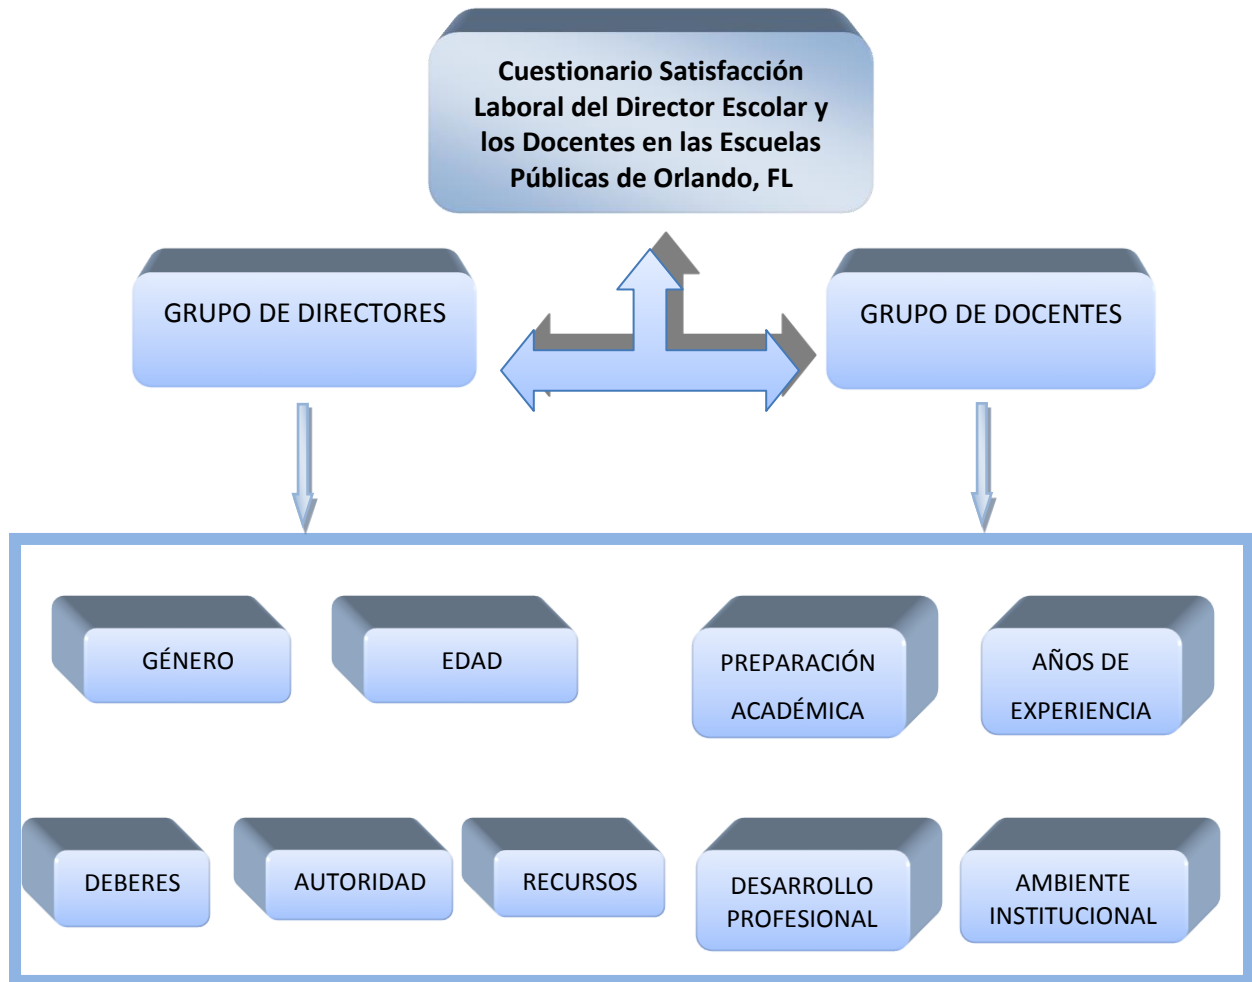 Cuestionario Satisfacción
Laboral del Director Escolar y
los Docentes en las Escuelas
Públicas de Orlando, FL
GRUPO DE DIRECTORES
GRUPO DE DOCENTES
GÉNERO
EDAD
PREPARACIÓN
ACADÉMICA
AÑOS DE
EXPERIENCIA
DEBERES
AUTORIDAD
RECURSOS
DESARROLLO
PROFESIONAL
AMBIENTE
INSTITUCIONAL